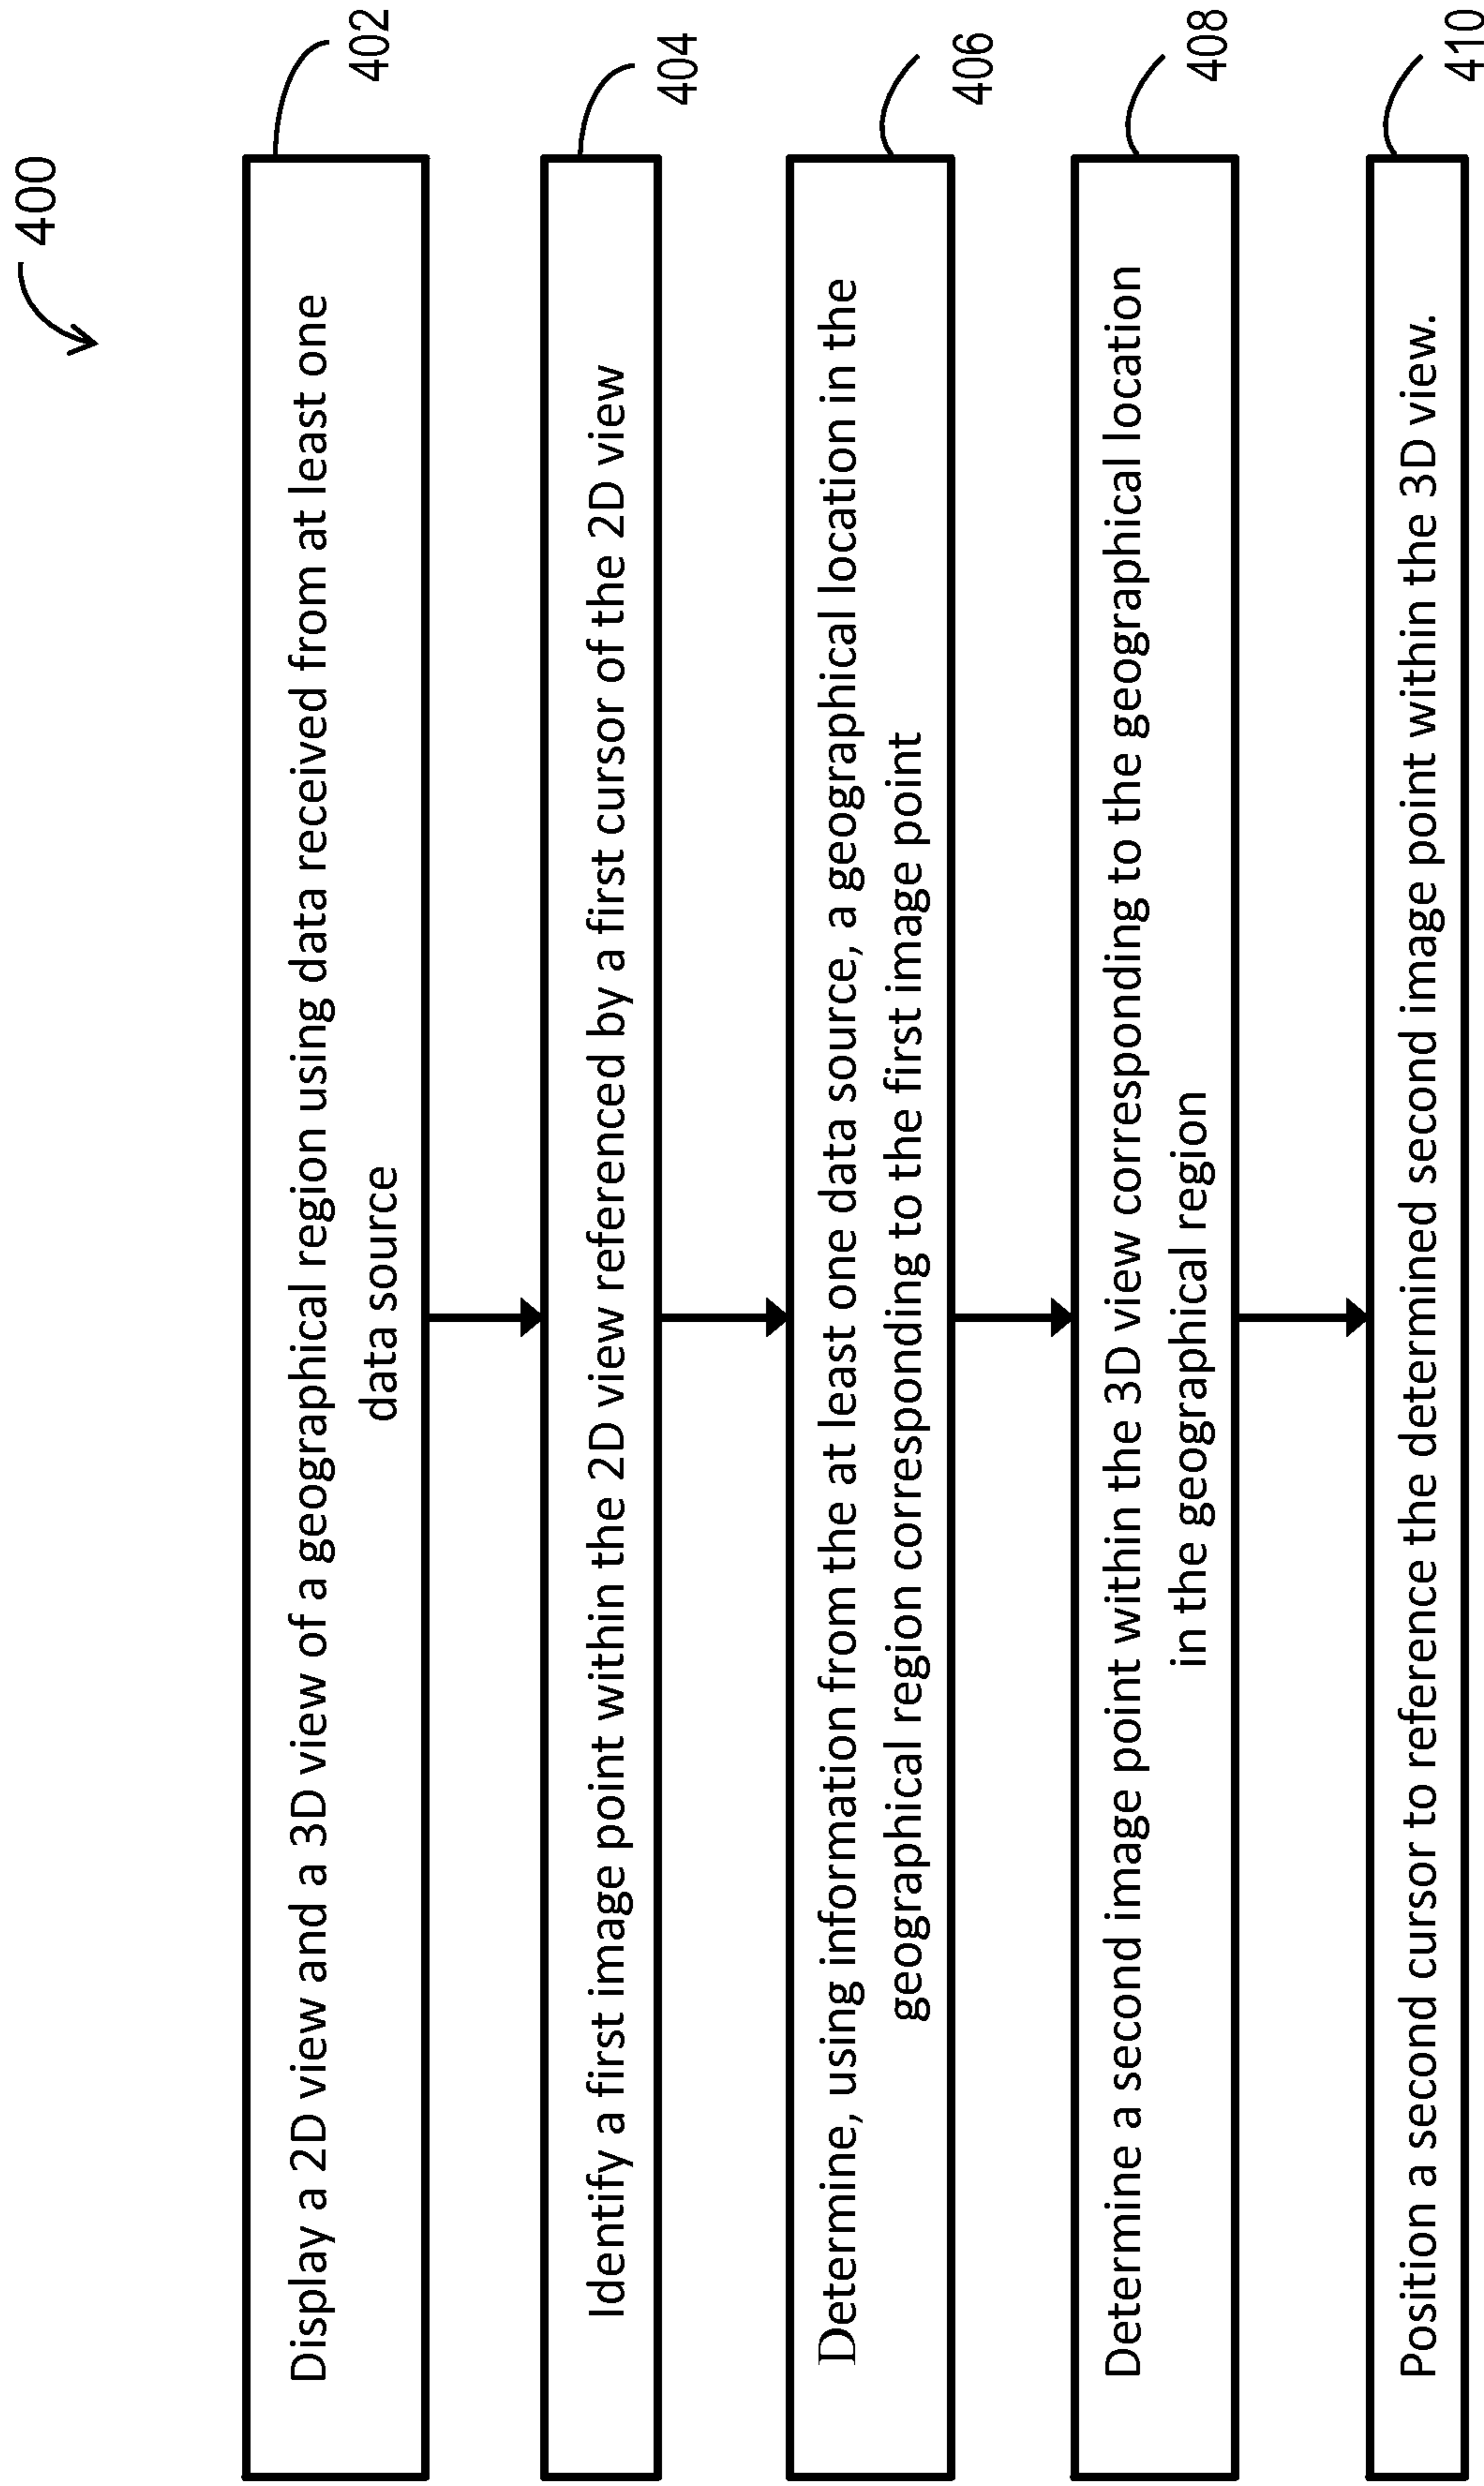 400
Display a 2D view and a 3D view of a geographical region using data received from at least one
data source
402
Identify a first image point within the 2D view referenced by a first cursor of the 2D view
404
Determine, using information from the at least one data source, a geographical location in the
geographical region corresponding to the first image point
406
Determine a second image point within the 3D view corresponding to the geographical location
in the geographical region
408
Position a second cursor to reference the determined second image point within the 3D view.
410